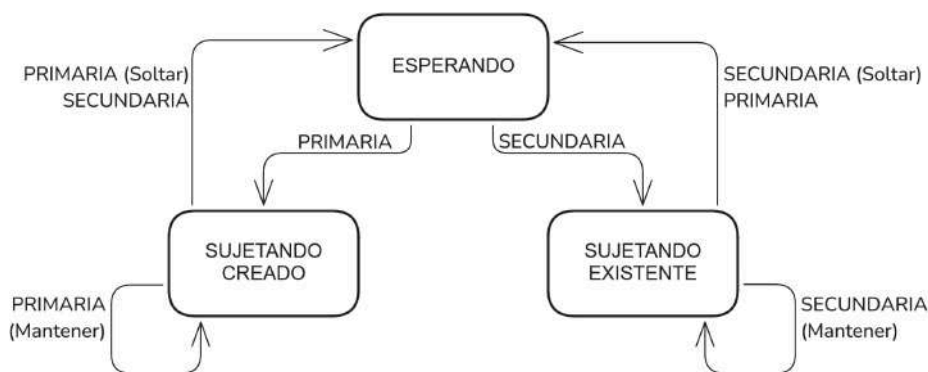 ESPERANDO
PRIMARIA (Soltar)
SECUNDARIA
SECUNDARIA (Soltar)
PRIMARIA
PRIMARIA
SECUNDARIA
SUJETANDO
CREADO
SUJETANDO
EXISTENTE
PRIMARIA
(Mantener)
SECUNDARIA
(Mantener)